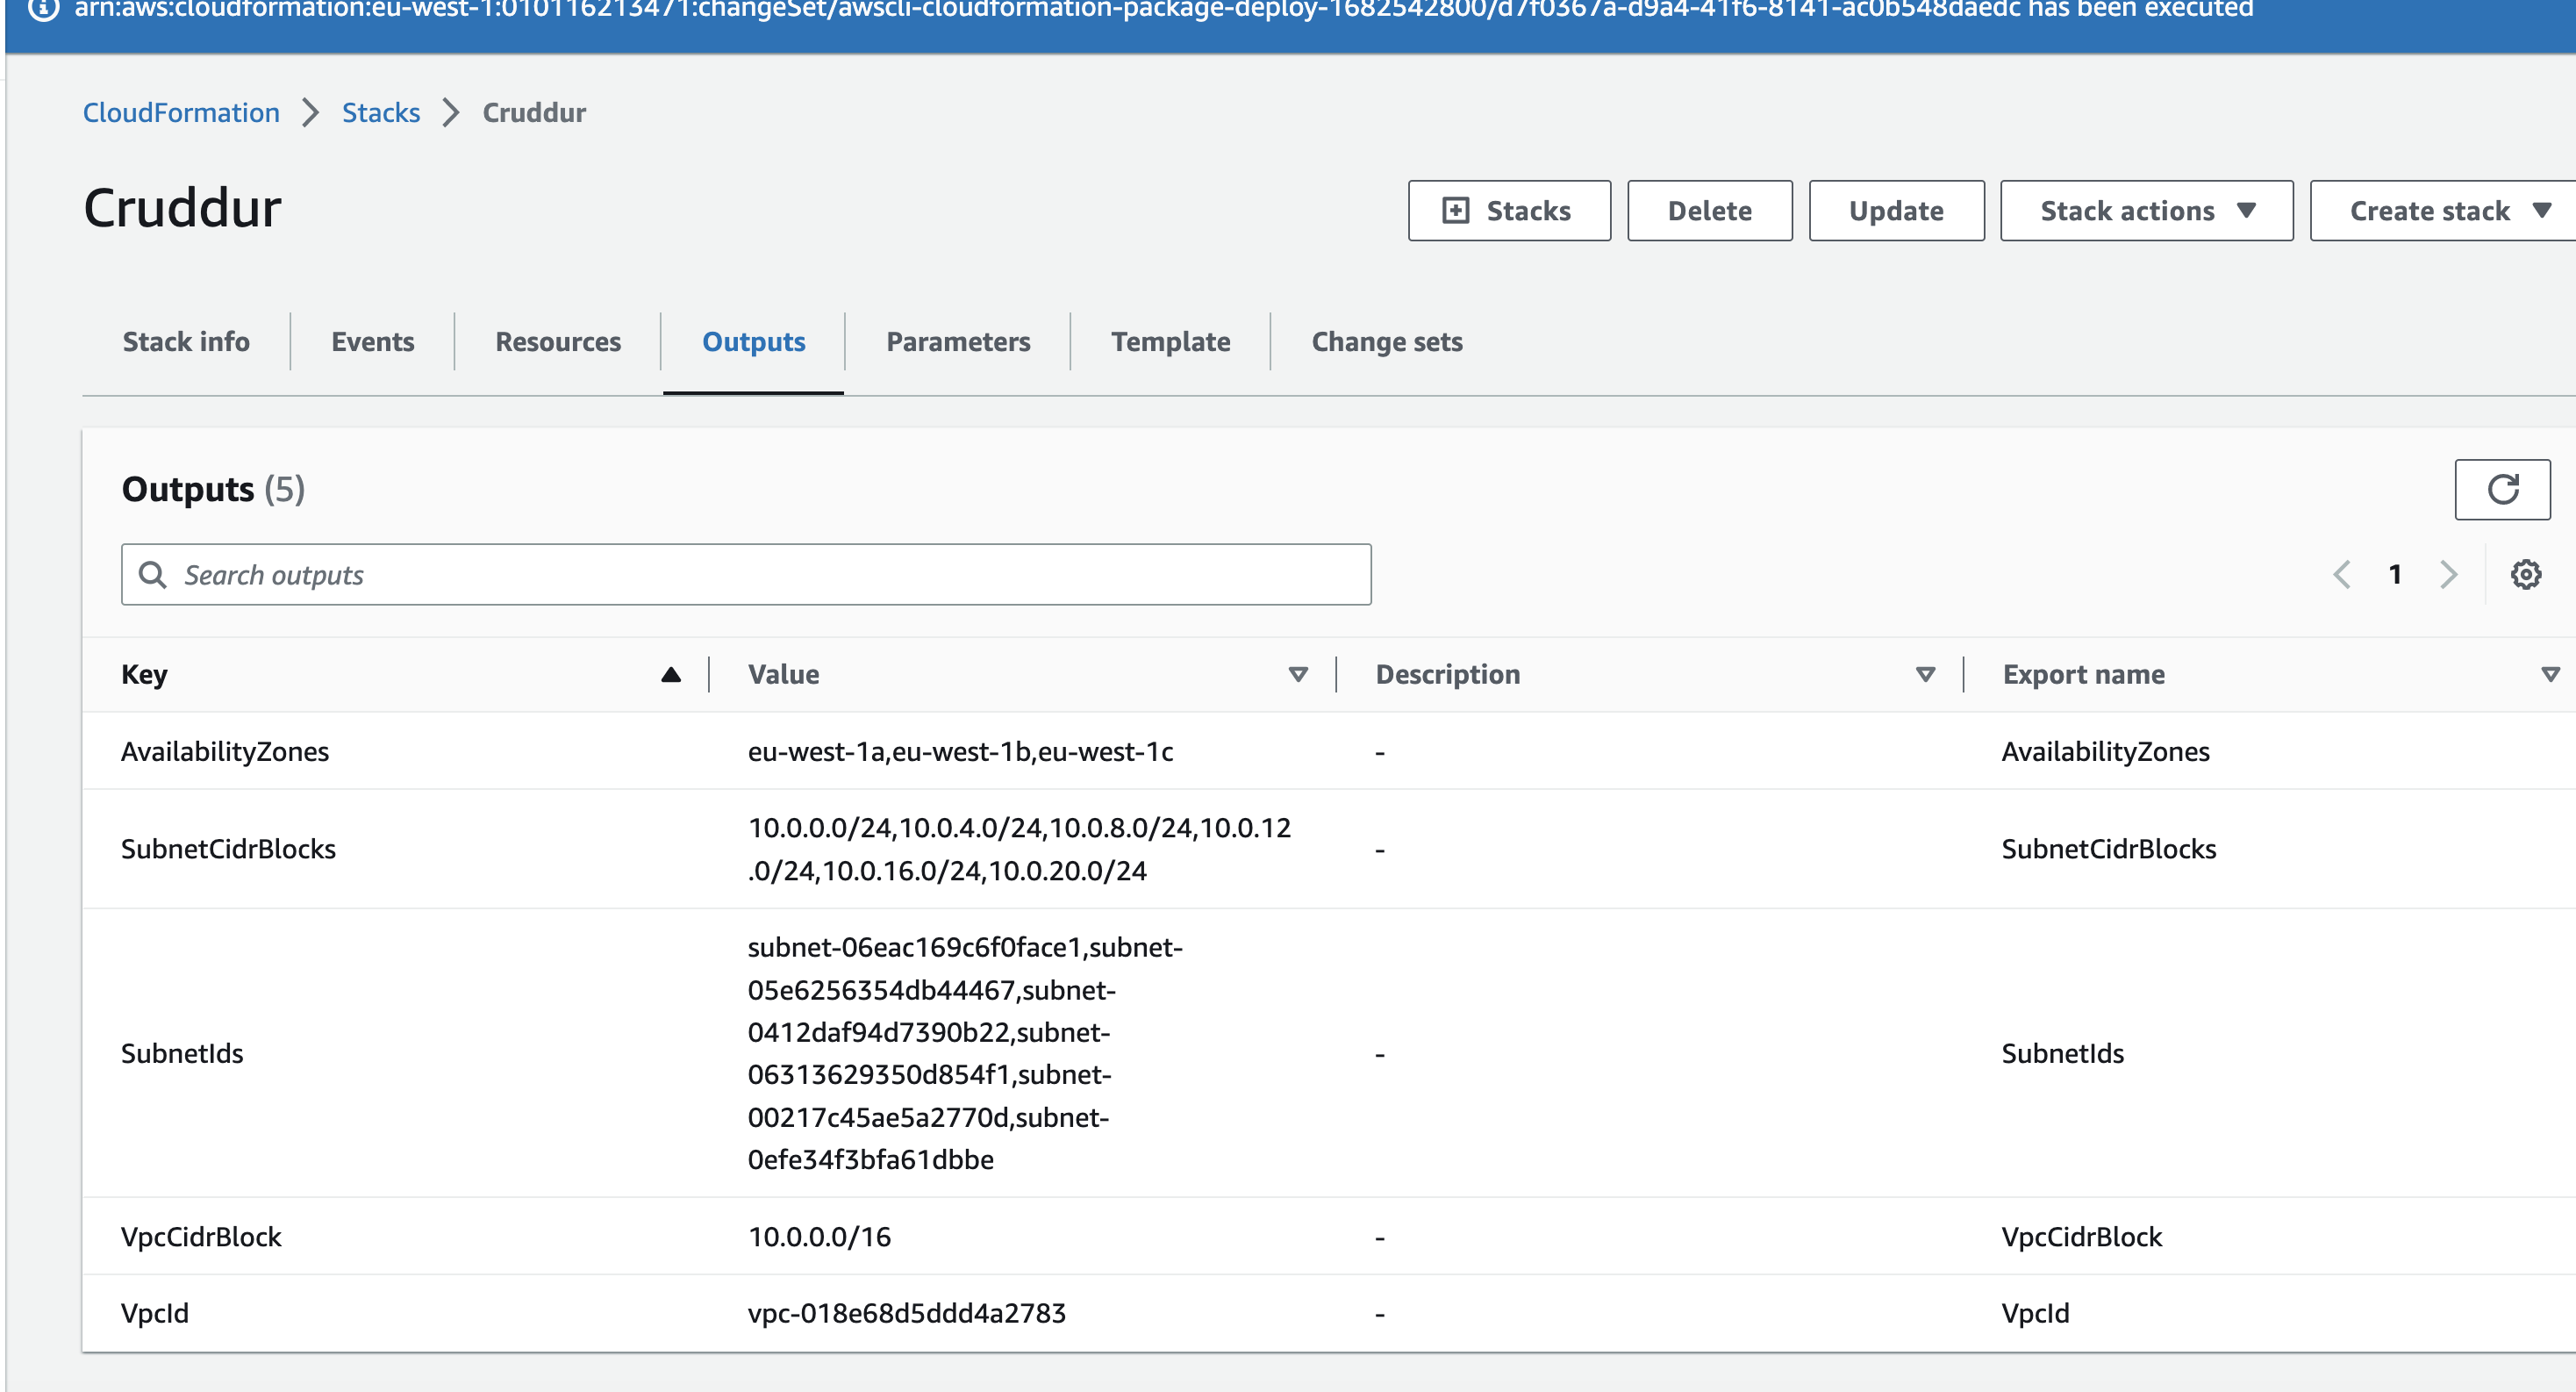 arn:aws:cloudformation:eu-west-1:010116213471:changeSet/awscli-cloudformation-package-deploy-1682542800/d7f0367a-d9a4-41f6-8141-ac0b548daedc has been executed
CloudFormation > Stacks > Cruddur
Cruddur
Stacks Delete Update Stack actions Create stack
Stack info Events Resources Outputs Parameters Template Change sets
Outputs (5)
Search outputs
1
Key Value Description Export name
AvailabilityZones eu-west-1a,eu-west-1b,eu-west-1c - AvailabilityZones
10.0.0.0/24,10.0.4.0/24,10.0.8.0/24,10.0.12
SubnetCidrBlocks - SubnetCidrBlocks
.0/24,10.0.16.0/24,10.0.20.0/24
subnet-06eac169c6f0face1,subnet-
05e6256354db44467,subnet-
0412daf94d7390b22,subnet-
SubnetIds - SubnetIds
06313629350d854f1,subnet-
00217c45ae5a2770d,subnet-
0efe34f3bfa61dbbe
VpcCidrBlock 10.0.0.0/16 - VpcCidrBlock
VpcId vpc-018e68d5ddd4a2783 - VpcId